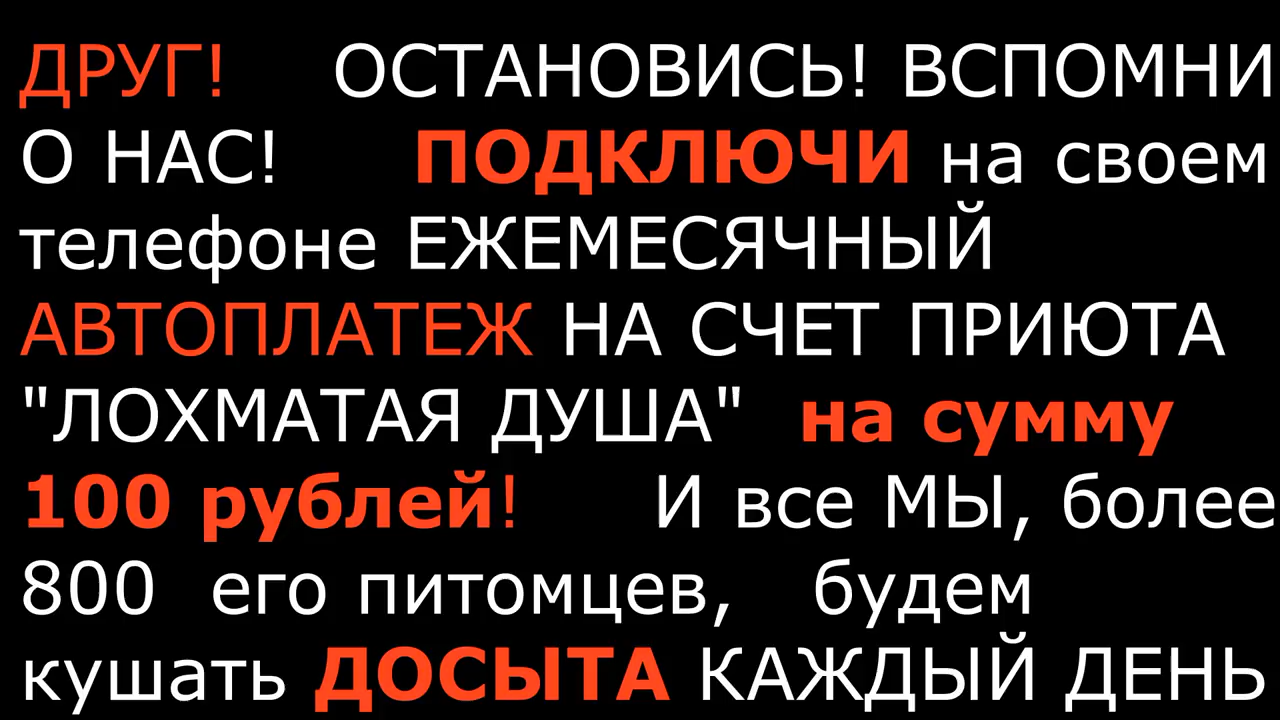 ДРУГ! ОСТАНОВИСЬ! ВСПОМНИ
О НАС! ПОДКЛЮЧИ на своем
телефоне ЕЖЕМЕСЯЧНЫЙ
АВТОПЛАТЕЖ НА СЧЕТ ПРИЮТА
"ЛОХМАТАЯ ДУША" на сумму
100 рублей! И все МЫ, более
800 его питомцев, будем
кушать ДОСЫТА КАЖДЫЙ ДЕНЬ